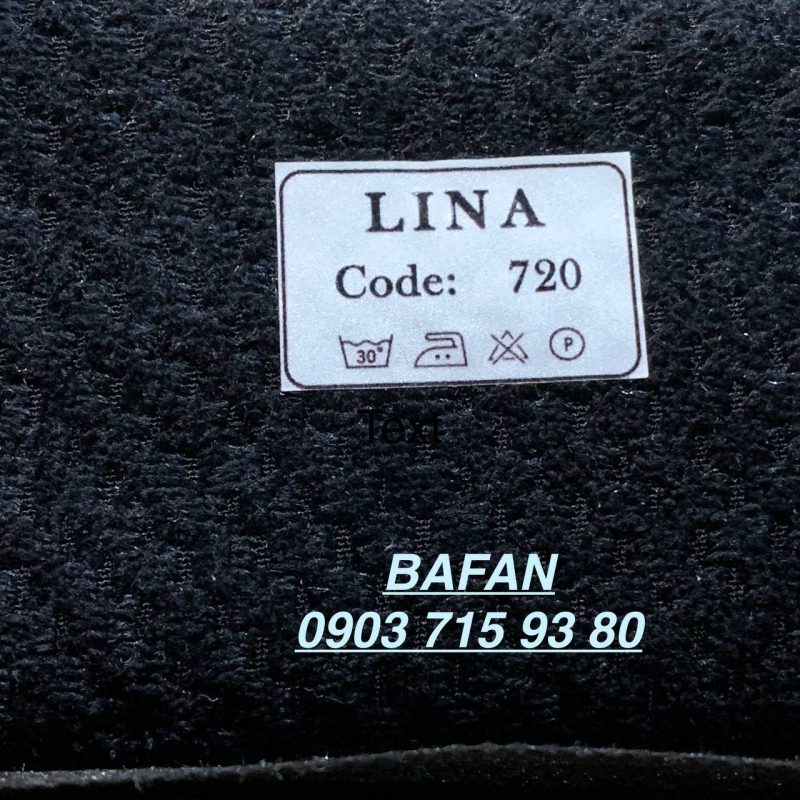 LINA
Code: 720
30°
P
Text
BAFAN
0903 715 93 80